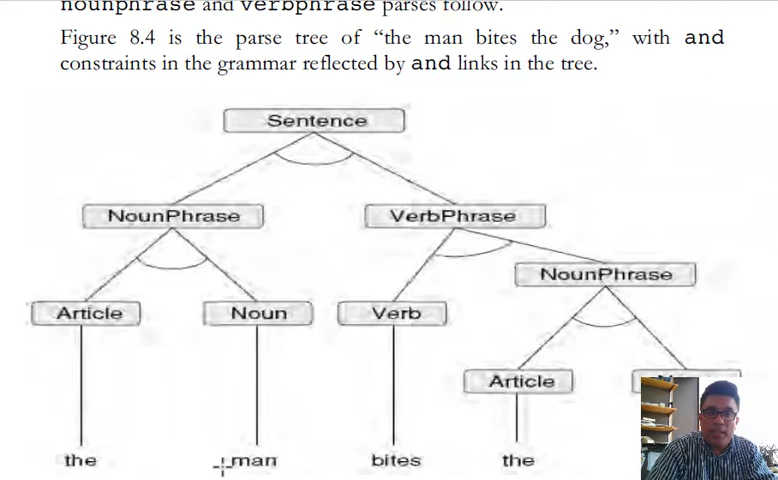 nounphrase and verbphrase parses follow.
Figure 8.4 is the parse tree of “the man bites the dog,” with and
constraints in the grammar reflected by and links in the tree.
Sentence
NounPhrase VerbPhrase
NounPhrase
Article Noun Verb
Article
the man bites the